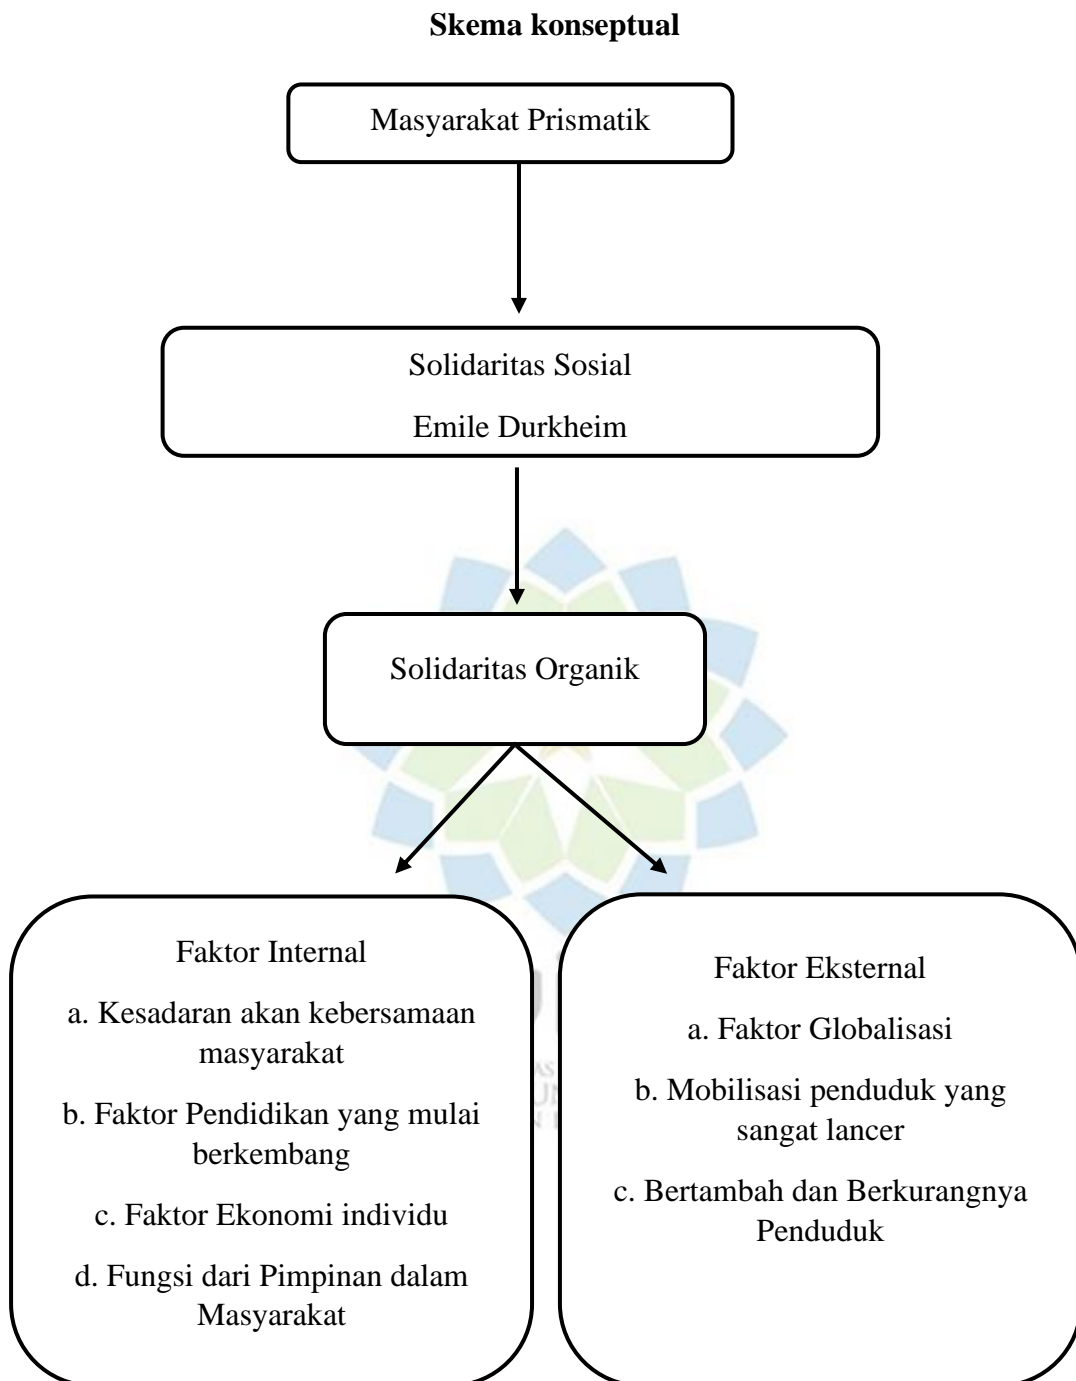 Skema konseptual
Masyarakat Prismatik
Solidaritas Sosial
Emile Durkheim
Solidaritas Organik
Faktor Internal
a. Kesadaran akan kebersamaan
masyarakat
b. Faktor Pendidikan yang mulai
berkembang
c. Faktor Ekonomi individu
d. Fungsi dari Pimpinan dalam
Masyarakat
Faktor Eksternal
a. Faktor Globalisasi
b. Mobilisasi penduduk yang
sangat lancer
c. Bertambah dan Berkurangnya
Penduduk